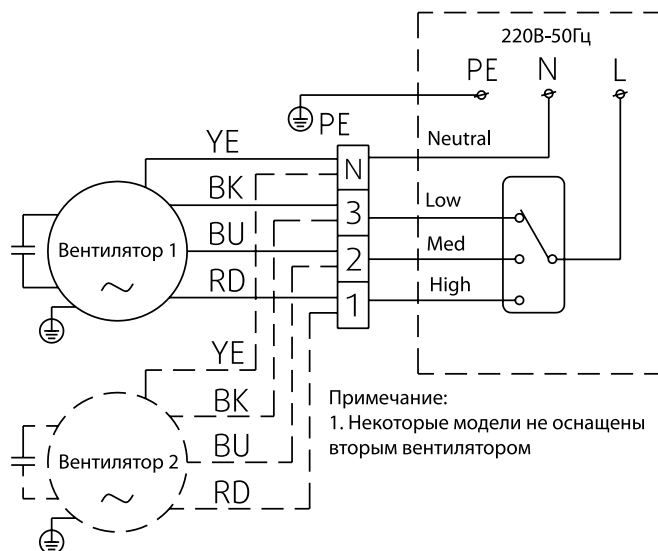 220В-50Гц
PE N L
PE
YE
Neutral
N
BK
3
Low
BU
2
Med
RD
1
High
Вентилятор 1
YE
BK
BU
RD
Вентилятор 2
Примечание:
1. Некоторые модели не оснащены
вторым вентилятором